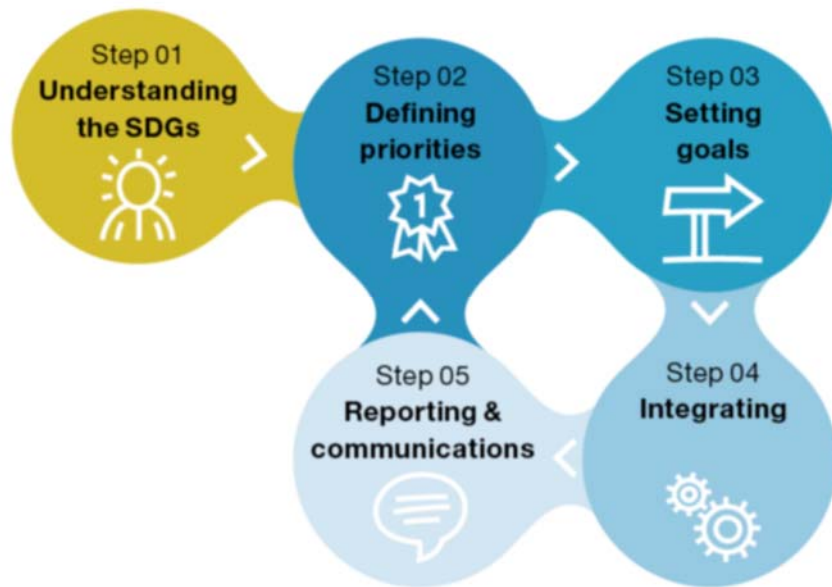 Step 01
Understanding
the SDGs
Step 02
Defining
priorities
1
Step 03
Setting
goals
Step 04
Integrating
Step 05
Reporting &
communications